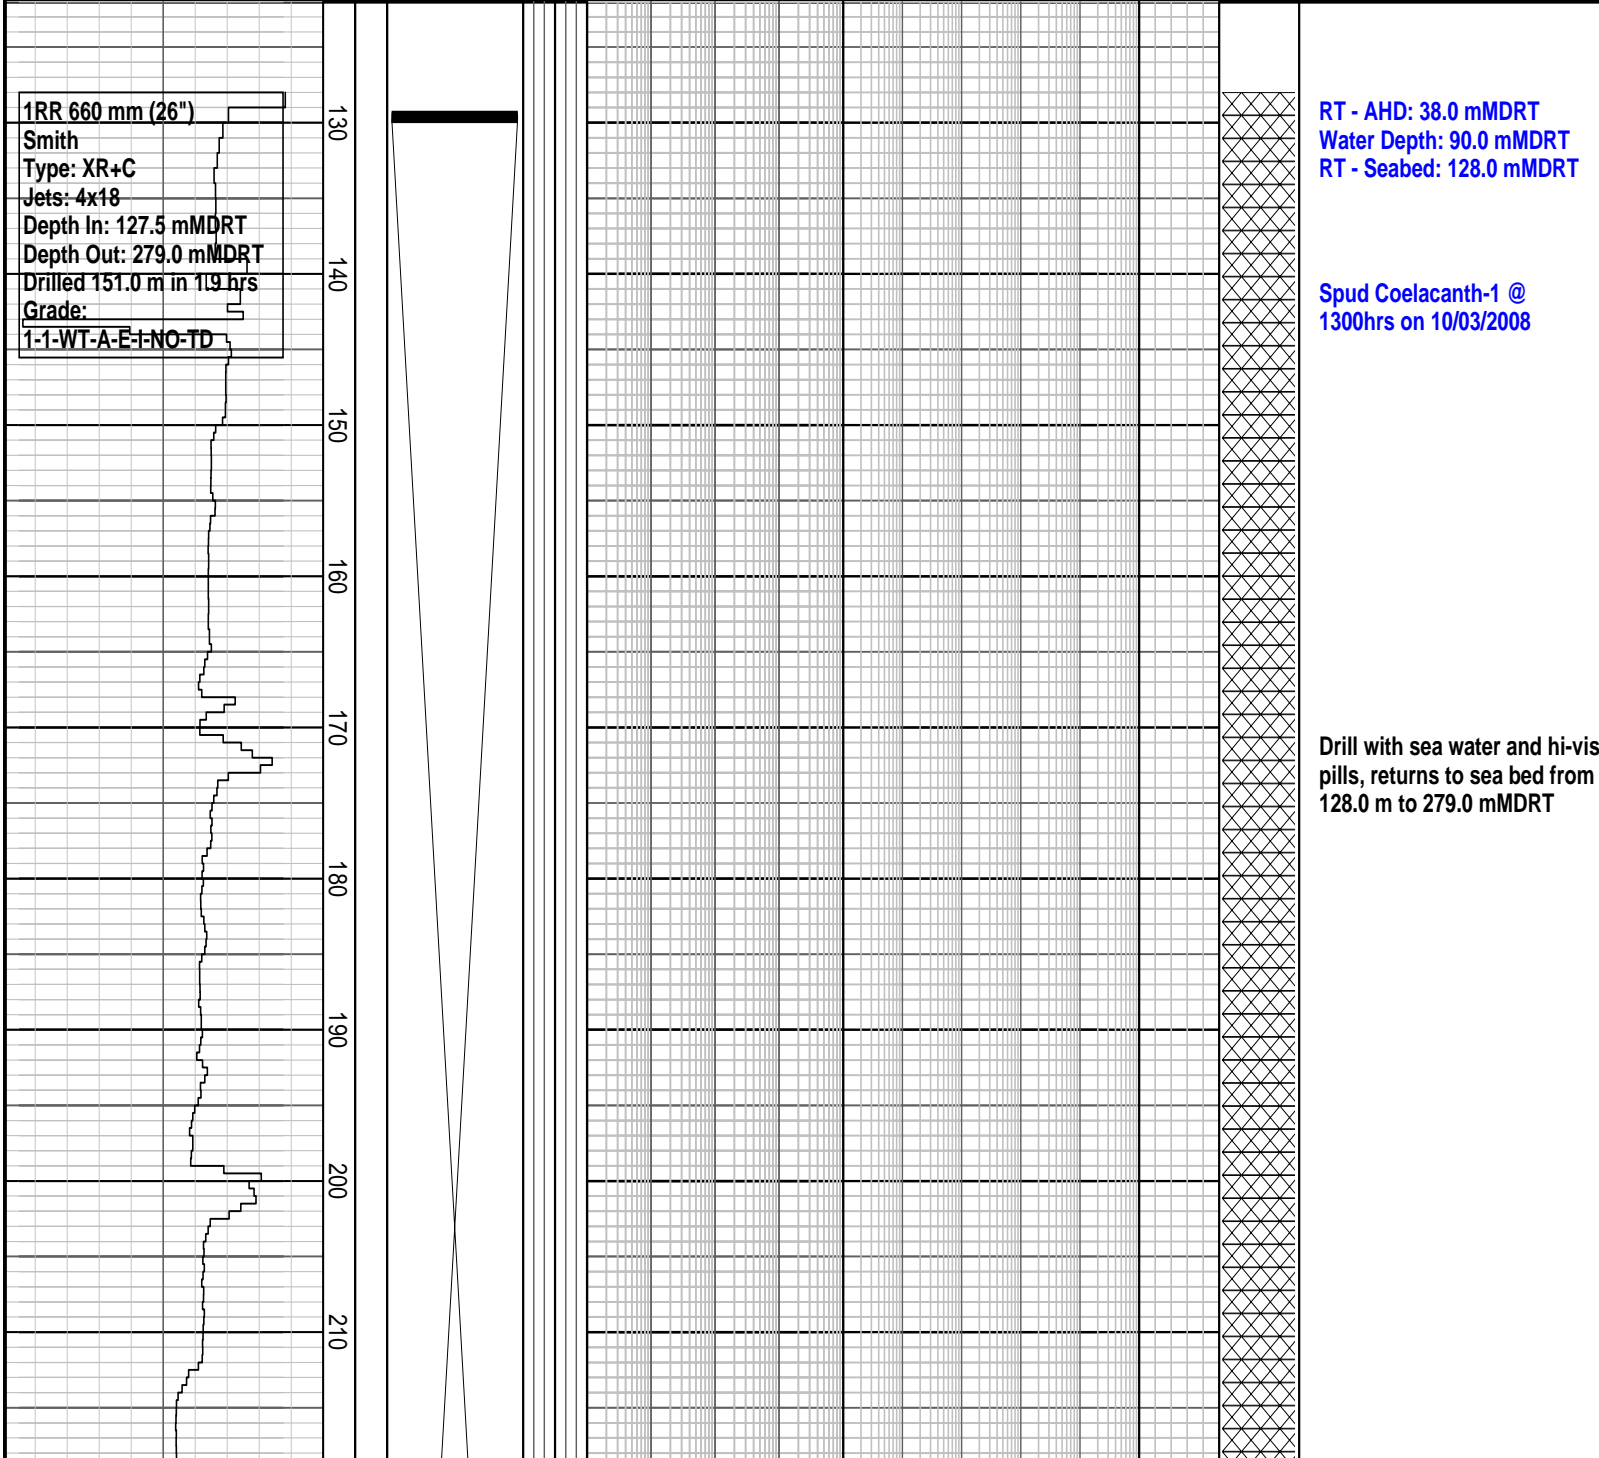 1RR 660 mm (26")
Smith
Type: XR+C
Jets: 4x18
Depth In: 127.5 mMDRT
Depth Out: 279.0 mMDRT
Drilled 151.0 m in 1.9 hrs
Grade:
1-1-WT-A-E-I-NO-TD
130
140
150
160
170
180
190
200
210
RT - AHD: 38.0 mMDRT
Water Depth: 90.0 mMDRT
RT - Seabed: 128.0 mMDRT
Spud Coelacanth-1 @
1300hrs on 10/03/2008
Drill with sea water and hi-vis
pills, returns to sea bed from
128.0 m to 279.0 mMDRT